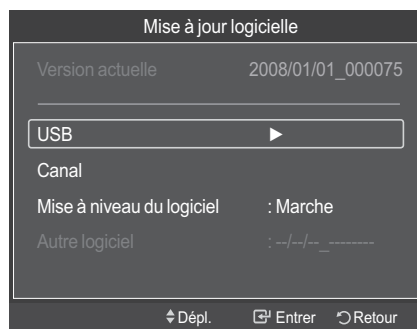 Mise à jour logicielle
Version actuelle 2008/01/01_000075
USB ►
Canal
Mise à niveau du logiciel : Marche
Autre logiciel : --/--/--_--------
Dépl. Entrer Retour